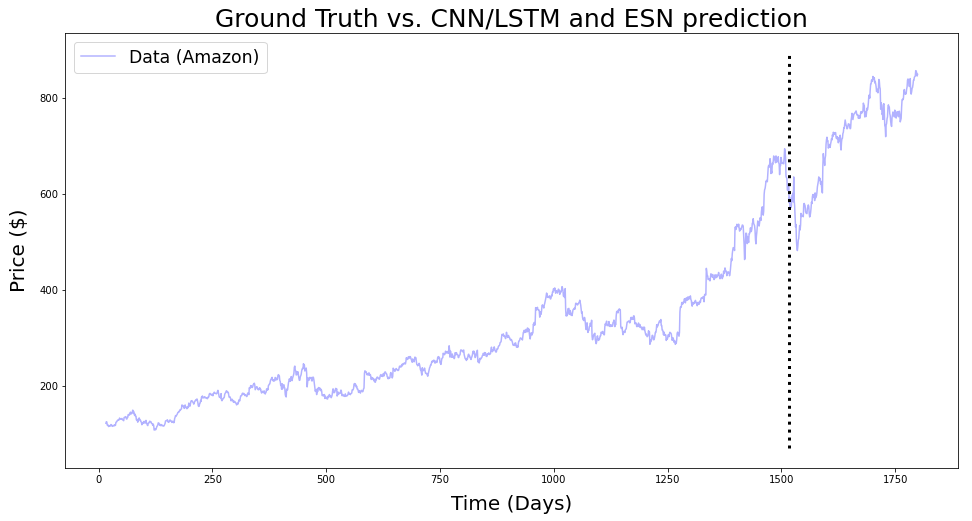 Ground Truth vs. CNN/LSTM and ESN prediction
Data (Amazon)
Price ($)
800
600
400
200
0 250 500 750 1000 1250 1500 1750
Time (Days)